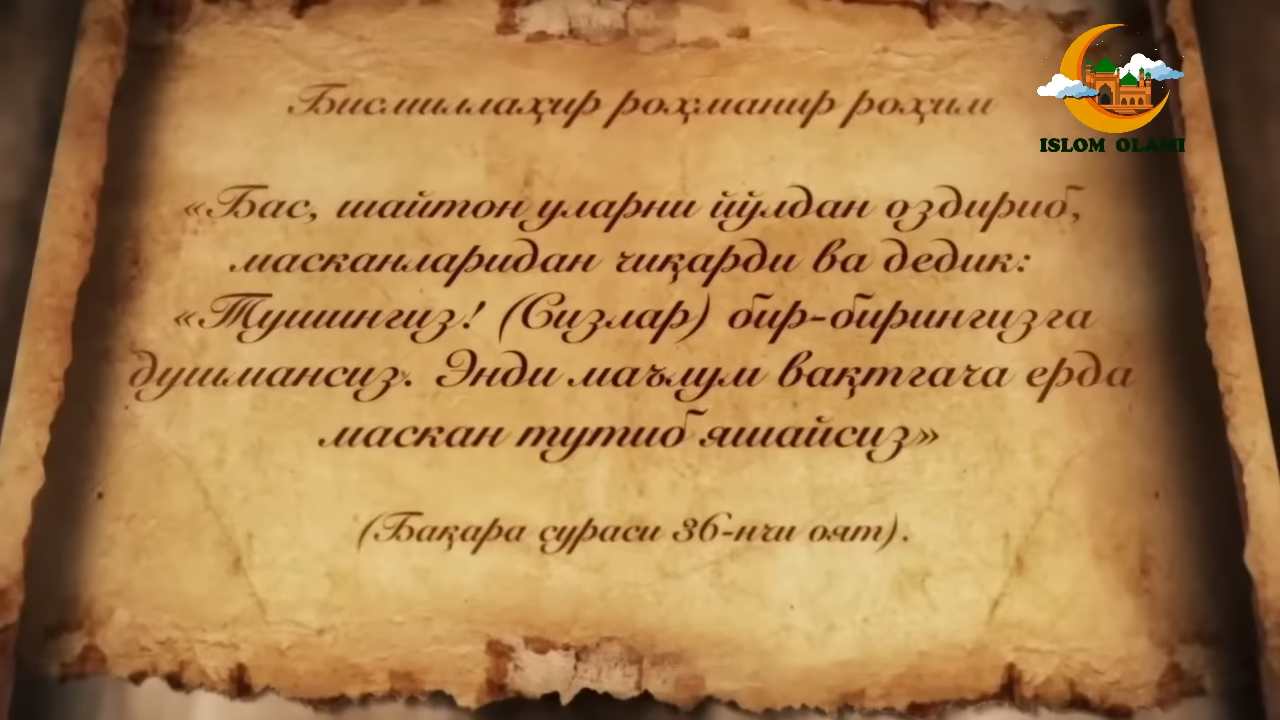 ISLOM OLAMI
Бисмиллаҳир роҳманир роҳим
«Бас, шайтон уларни йўлдан оздириб,
масканларидан чиқарди ва дедик:
«Тушингиз! (Сизлар) бир-бирингизга
душмансиз. Энди маълум вақтгача ерда
маскан тутиб яшайсиз»
(Бақара сураси 36-нчи оят).